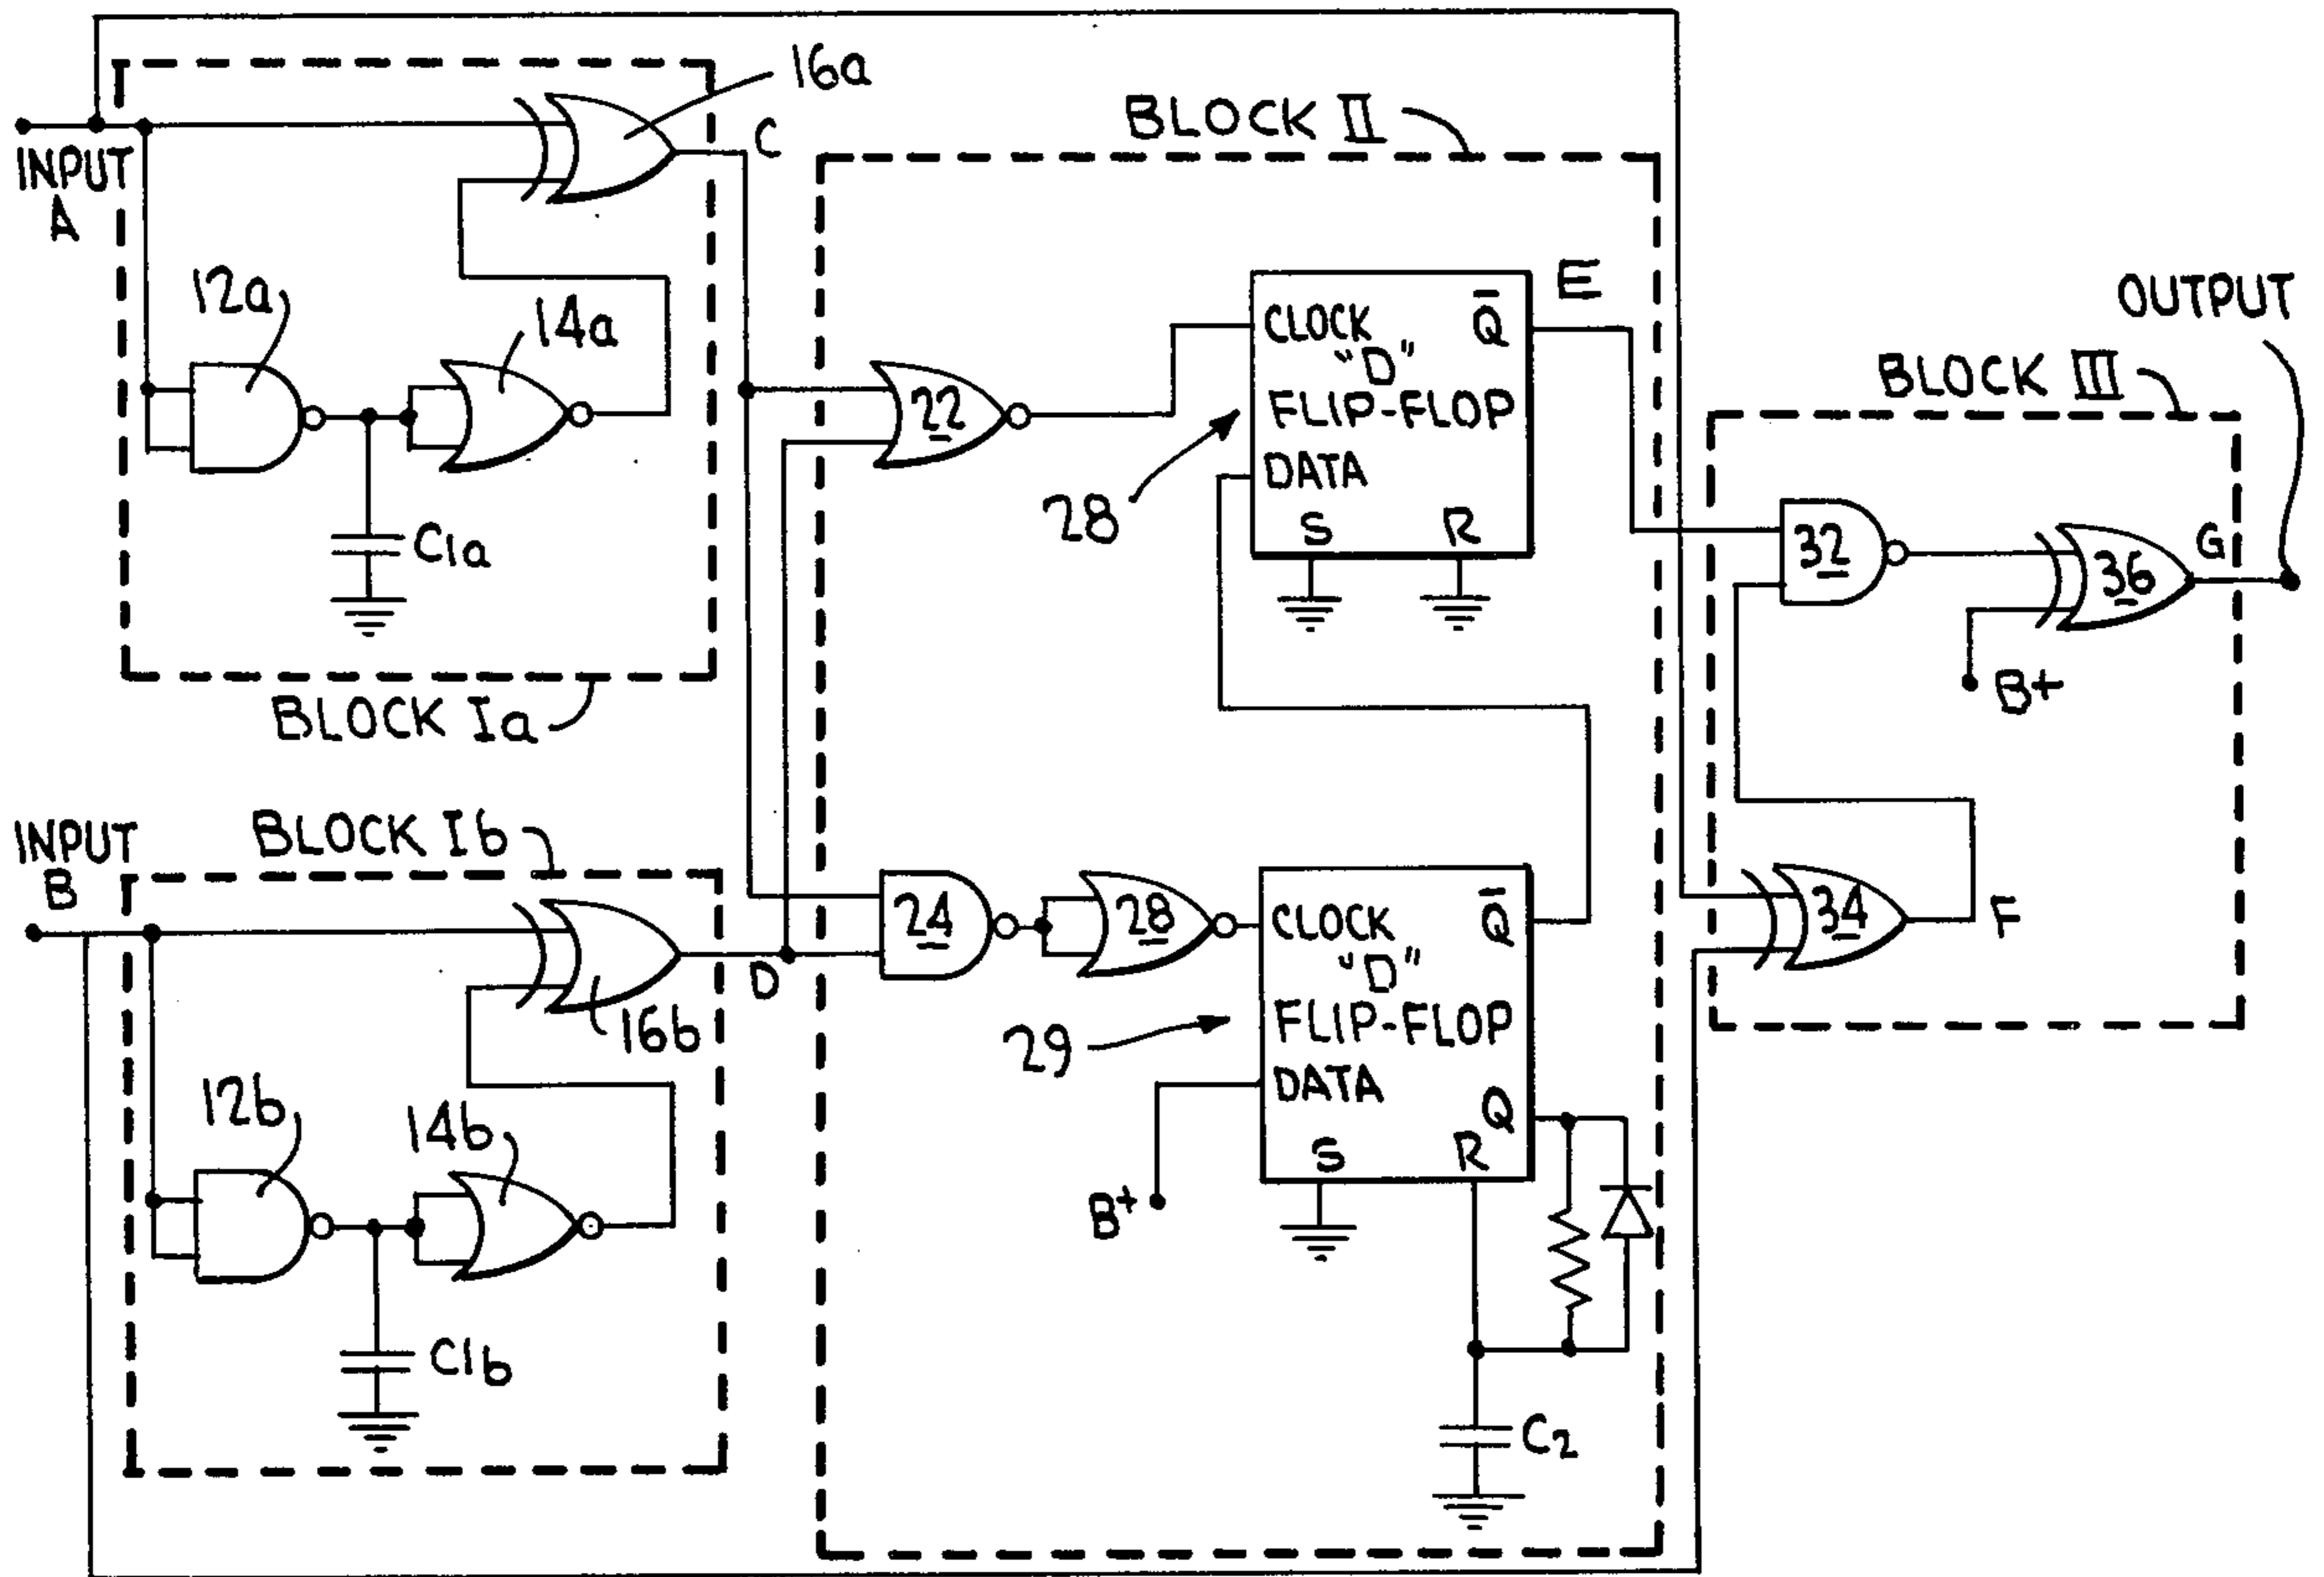 16a
BLOCK II
C
INPUT
A
12a
14a
C1a
BLOCK Ia
E
OUTPUT
CLOCK
Q̄
"D"
FLIP-FLOP
DATA
S
R
28
22
BLOCK III
32
36
G
B+
INPUT
B
BLOCK Ib
16b
D
24
28
CLOCK
Q̄
"D"
FLIP-FLOP
DATA
Q
S
R
29
B+
34
F
12b
14b
C1b
C2